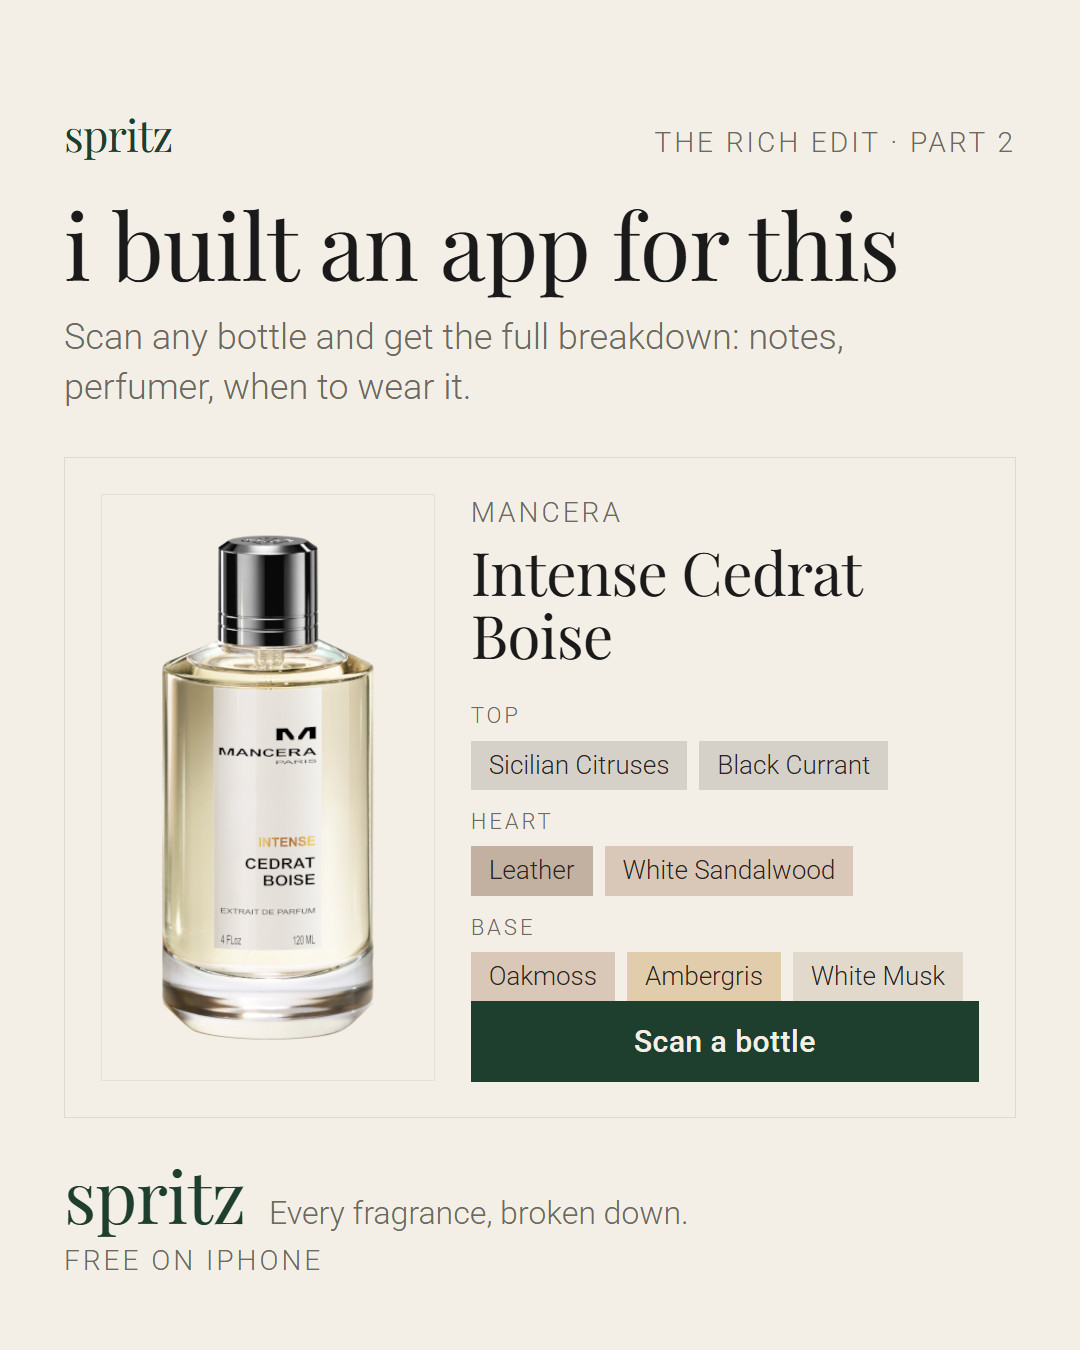 spritz
THE RICH EDIT · PART 2
i built an app for this
Scan any bottle and get the full breakdown: notes,
perfumer, when to wear it.
MANCERA
Intense Cedrat
Boise
TOP
Sicilian Citruses
Black Currant
HEART
Leather
White Sandalwood
BASE
Oakmoss
Ambergris
White Musk
Scan a bottle
M
MANCERA
PARIS
INTENSE
CEDRAT
BOISE
EXTRAIT DE PARFUM
4 FLoz
120 ML
spritz
Every fragrance, broken down.
FREE ON IPHONE